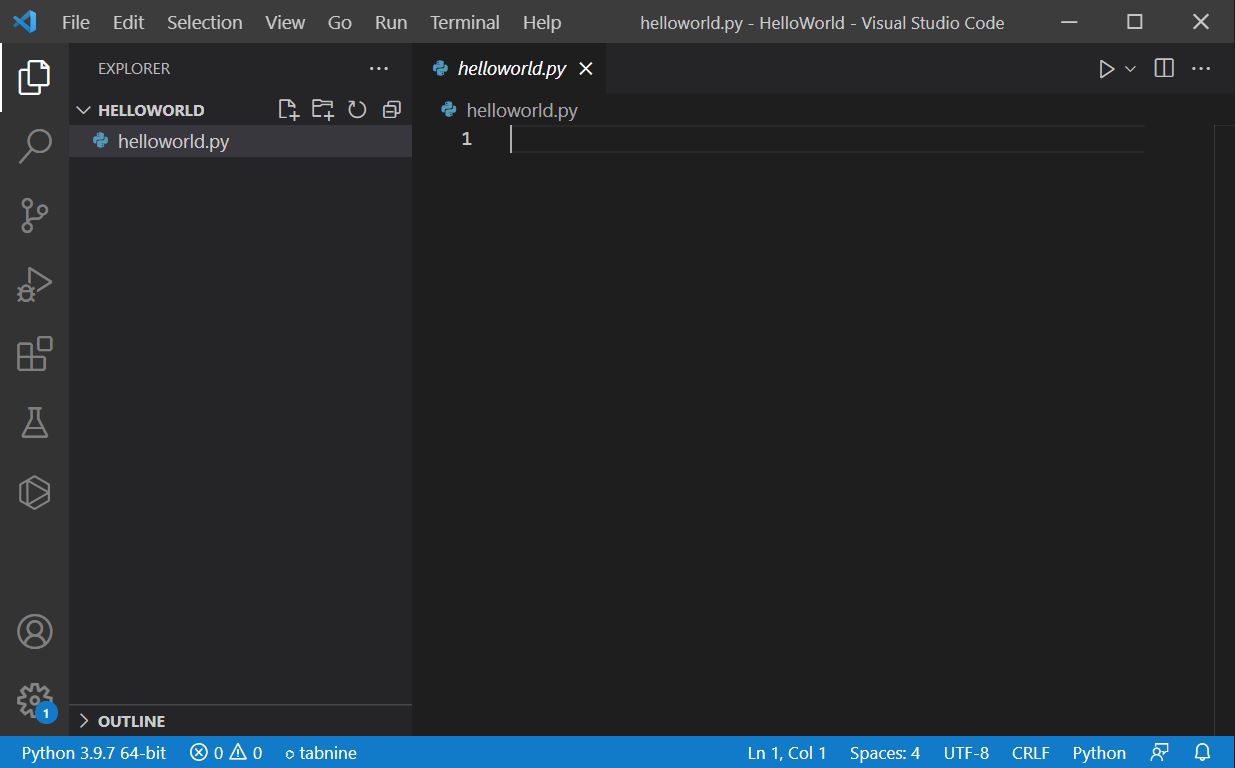 File Edit Selection View Go Run Terminal Help helloworld.py - HelloWorld - Visual Studio Code
EXPLORER
HELLOWORLD
helloworld.py
helloworld.py
helloworld.py
1
OUTLINE
1
Python 3.9.7 64-bit 0 0 tabnine Ln 1, Col 1 Spaces: 4 UTF-8 CRLF Python